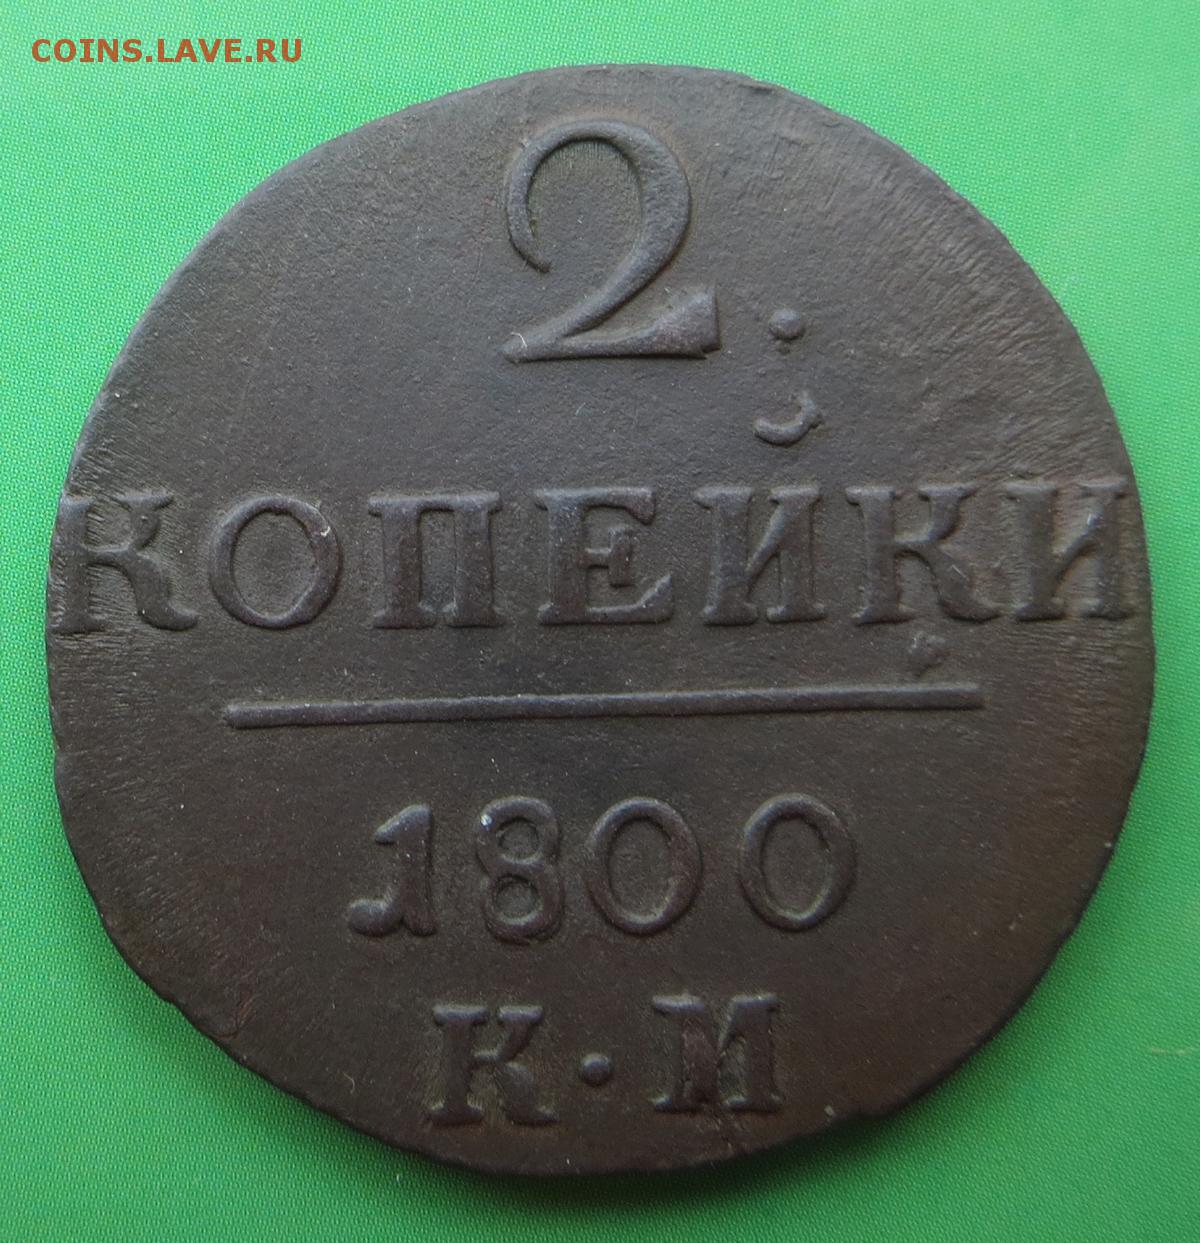 COINS.LAVE.RU
2.
КОПЕЙКИ
1800
К·М